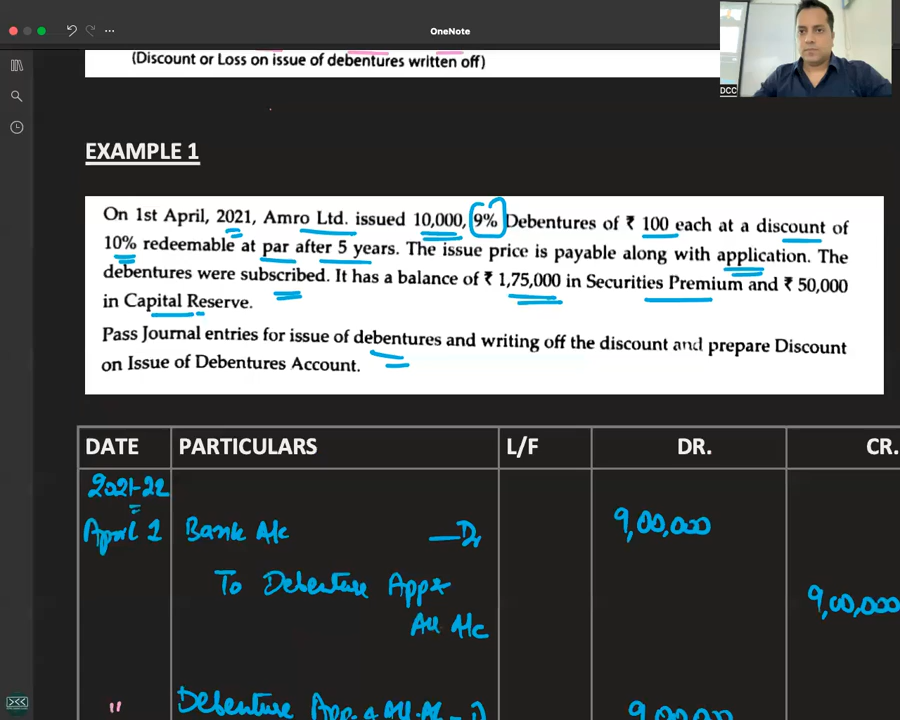 OneNote
(Discount or Loss on issue of debentures written off)
DCC
EXAMPLE 1
On 1st April, 2021, Amro Ltd. issued 10,000, 9% Debentures of ₹ 100 each at a discount of
10% redeemable at par after 5 years. The issue price is payable along with application. The
debentures were subscribed. It has a balance of ₹ 1,75,000 in Securities Premium and ₹ 50,000
in Capital Reserve.
Pass Journal entries for issue of debentures and writing off the discount and prepare Discount
on Issue of Debentures Account.
DATE PARTICULARS L/F DR. CR.
2021-22
April 1 Bank A/c —Dr 9,00,000
To Debenture App*
All A/c 9,00,000
" Debenture App. & All. A/c — D 9,00,000